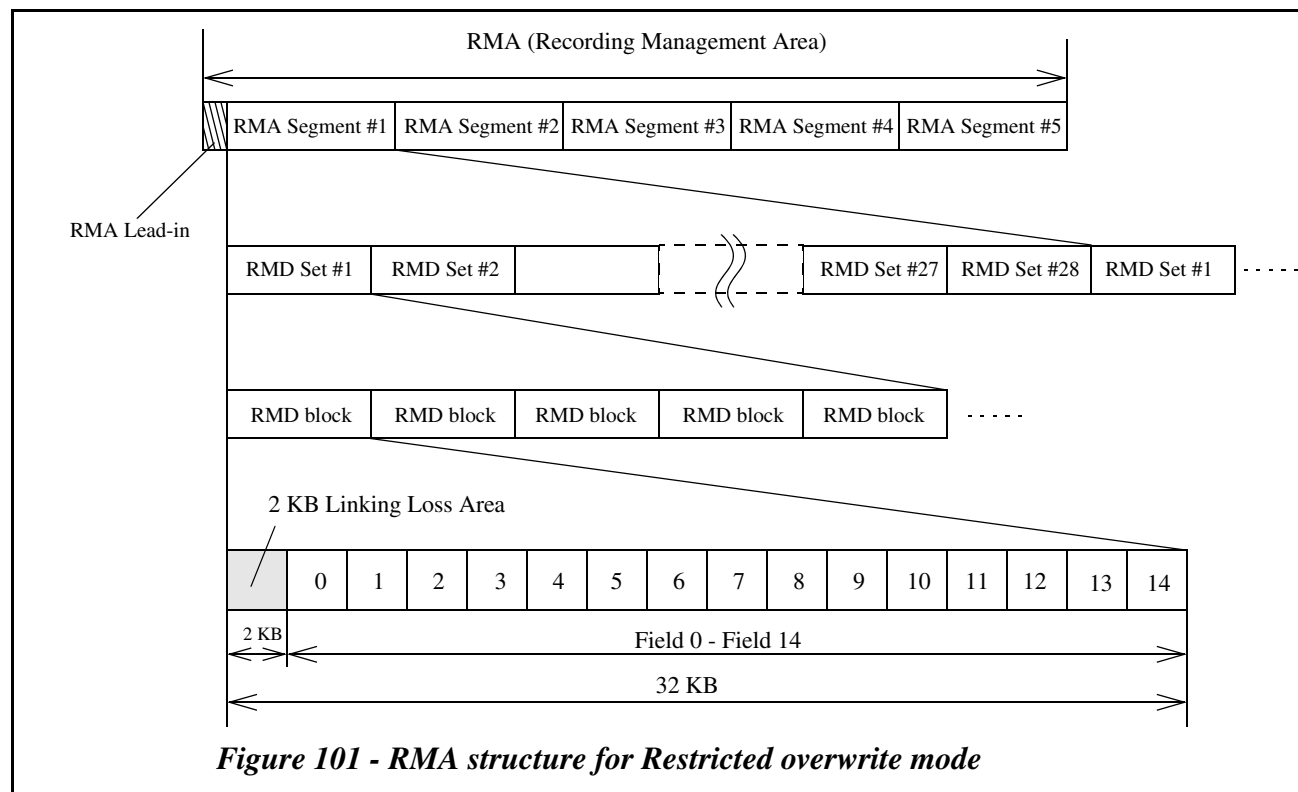 RMA (Recording Management Area)
RMA Segment #1 RMA Segment #2 RMA Segment #3 RMA Segment #4 RMA Segment #5
RMA Lead-in
RMD Set #1 RMD Set #2 RMD Set #27 RMD Set #28 RMD Set #1
RMD block RMD block RMD block RMD block RMD block
2 KB Linking Loss Area
0 1 2 3 4 5 6 7 8 9 10 11 12 13 14
2 KB Field 0 - Field 14
32 KB
Figure 101 - RMA structure for Restricted overwrite mode